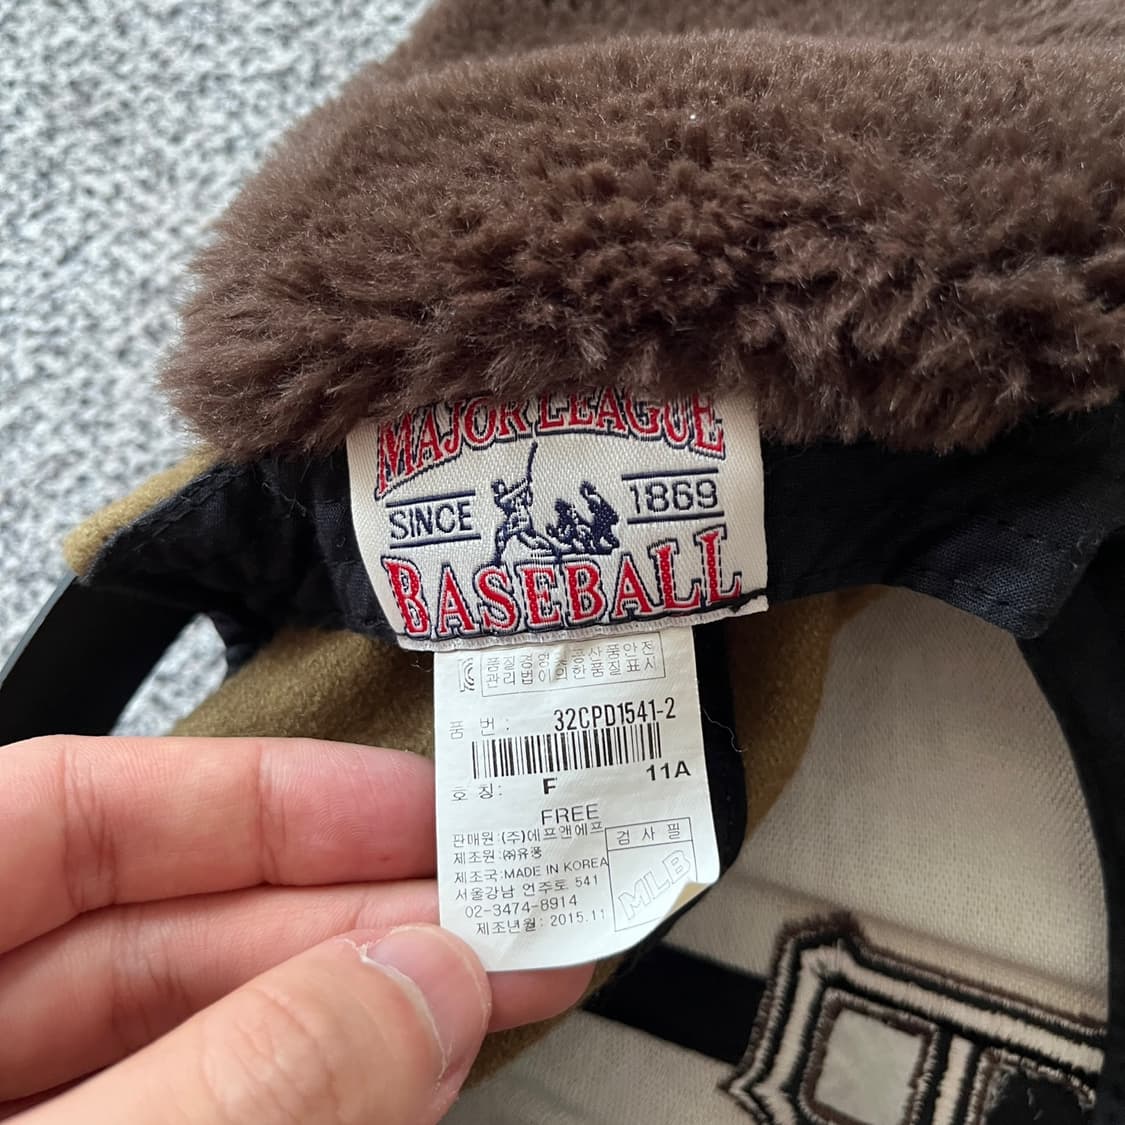 MAJOR LEAGUE
SINCE 1869
BASEBALL
품질경영 및 공산품안전
관리법에 의한 품질표시
품 번 : 32CPD1541-2
호 칭 : F 11A
FREE
판매원:(주)에프앤에프
제조원:㈜유풍
제조국:MADE IN KOREA
서울강남 언주로 541
02-3474-8914
제조년월: 2015.11
검 사 필
MLB